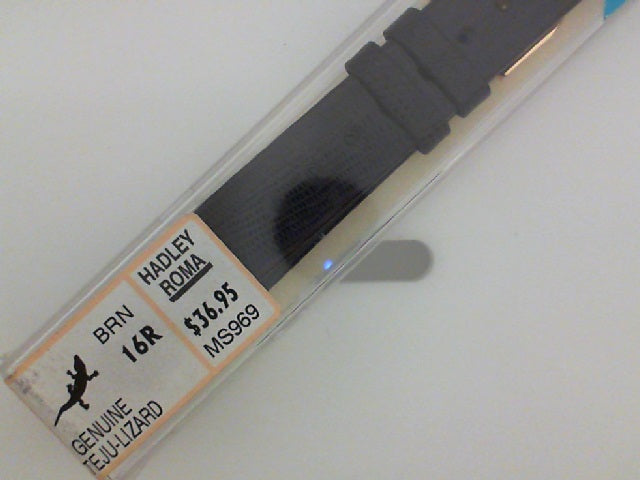 HADLEY
ROMA
$36.95
MS969
BRN
16R
GENUINE
TEJU-LIZARD